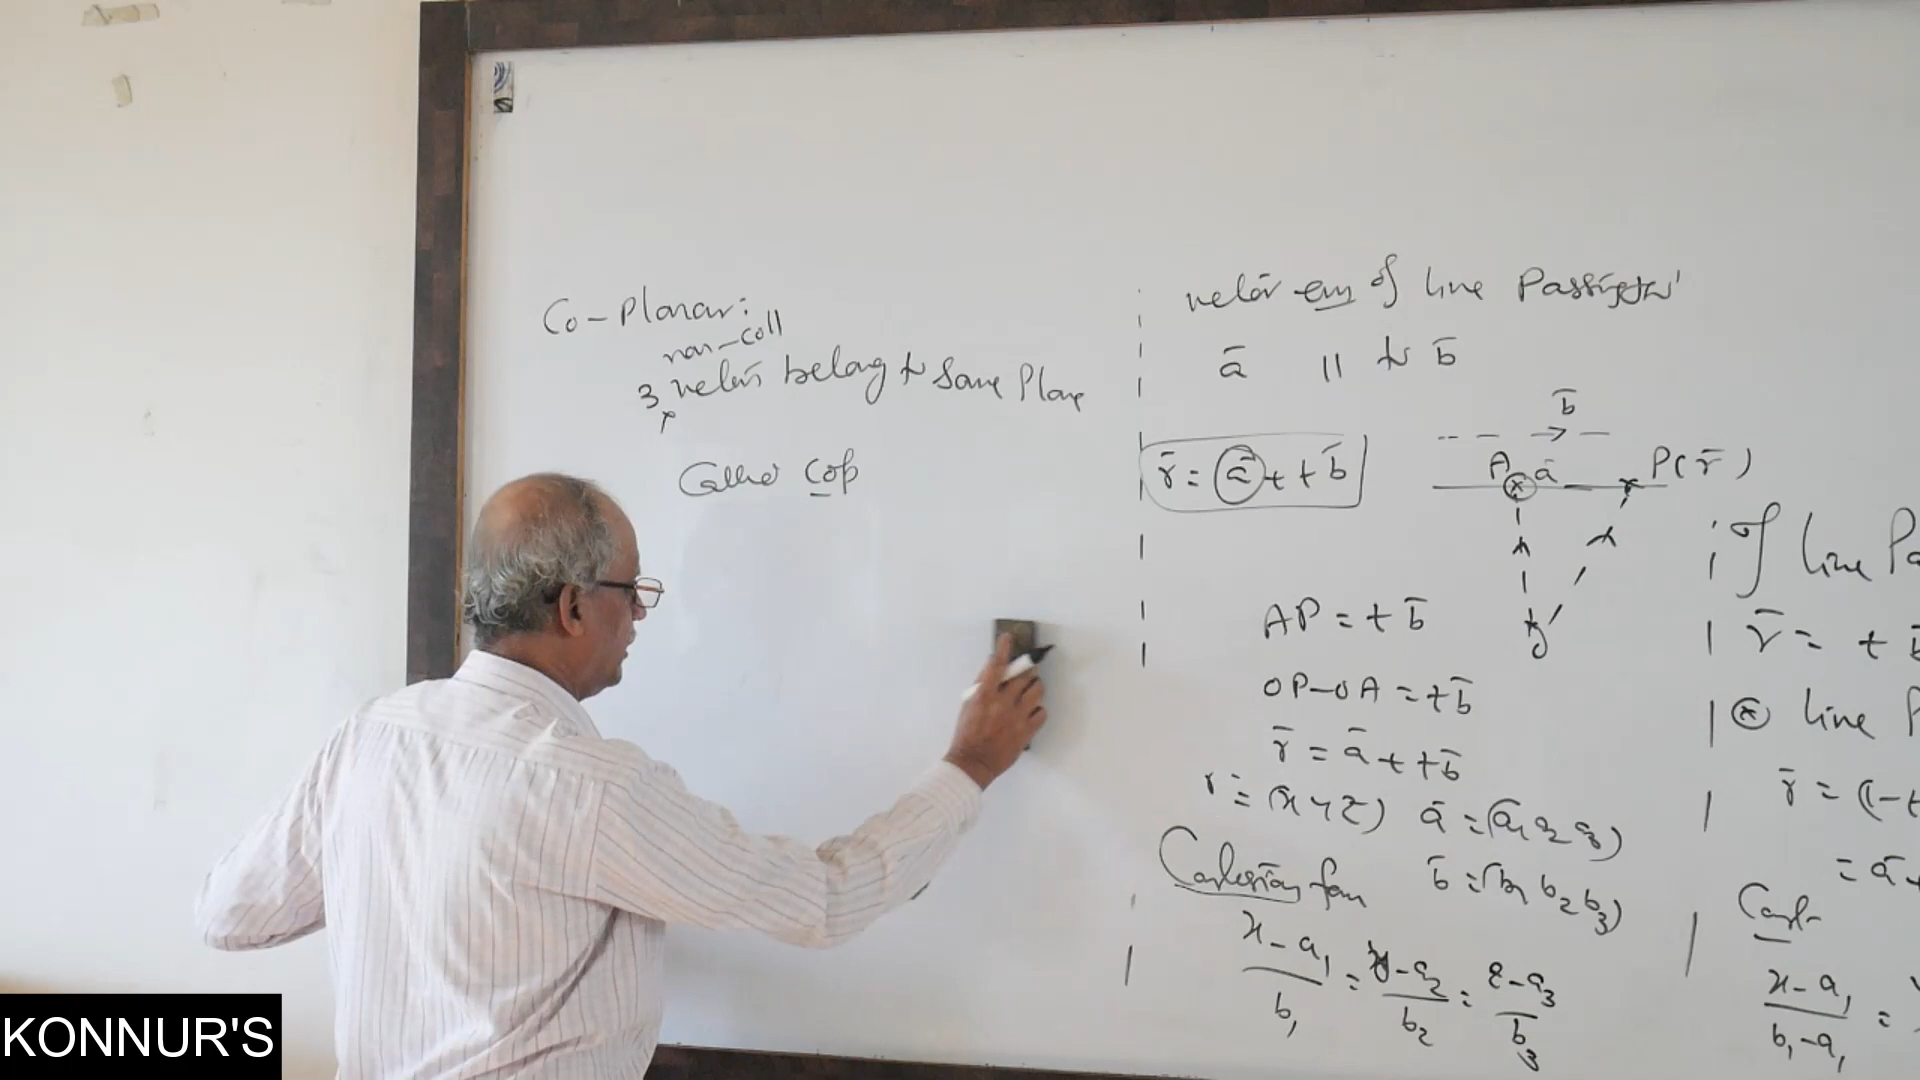 Co-Planar:
non-coll
3 vectors belong to Same Plane
Called Cop
vector eqn of line Passing thr'
ā || to b̄
b̄
r̄ = ā + t b̄
A ā P(r̄)
AP = t b̄
OP - OA = t b̄
r̄ = ā + t b̄
r = (x y z) ā = (a₁ a₂ a₃)
Cartesian form b̄ = (b₁ b₂ b₃)
x - a₁ / b₁ = y - a₂ / b₂ = z - a₃ / b₃
of line Pa
r̄ = t b̄
⊛ line P
r̄ = (1-t
= ā +
Cart-
x - a₁ / b₁ - a₁ =
KONNUR'S